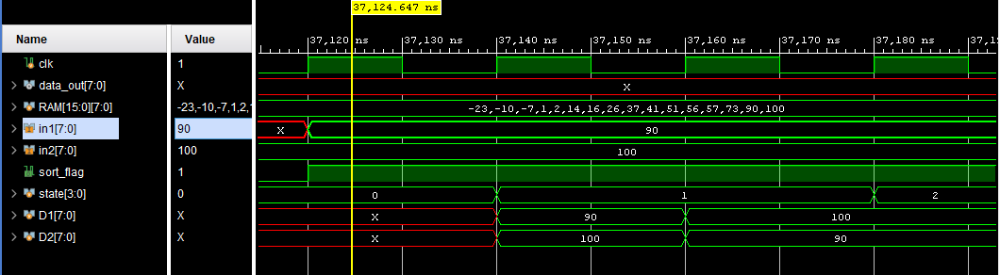 37,124.647 ns
Name Value
37,120 ns 37,130 ns 37,140 ns 37,150 ns 37,160 ns 37,170 ns 37,180 ns
clk 1
data_out[7:0] X X
RAM[15:0][7:0] -23,-10,-7,1,2, -23,-10,-7,1,2,14,16,26,37,41,51,56,57,73,90,100
in1[7:0] 90 X 90
in2[7:0] 100 100
sort_flag 1
state[3:0] 0 0 1 2
D1[7:0] X X 90 100
D2[7:0] X X 100 90